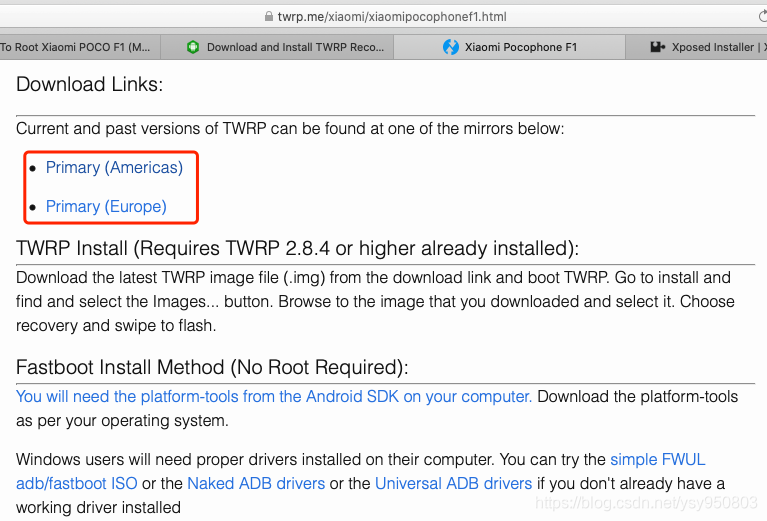 twrp.me/xiaomi/xiaomipocophonef1.html
To Root Xiaomi POCO F1 (M...
Download and Install TWRP Reco...
Xiaomi Pocophone F1
Xposed Installer | X
Download Links:
Current and past versions of TWRP can be found at one of the mirrors below:
Primary (Americas)
Primary (Europe)
TWRP Install (Requires TWRP 2.8.4 or higher already installed):
Download the latest TWRP image file (.img) from the download link and boot TWRP. Go to install and
find and select the Images... button. Browse to the image that you downloaded and select it. Choose
recovery and swipe to flash.
Fastboot Install Method (No Root Required):
You will need the platform-tools from the Android SDK on your computer. Download the platform-tools
as per your operating system.
Windows users will need proper drivers installed on their computer. You can try the simple FWUL
adb/fastboot ISO or the Naked ADB drivers or the Universal ADB drivers if you don't already have a
working driver installed
https://blog.csdn.net/ysy950803